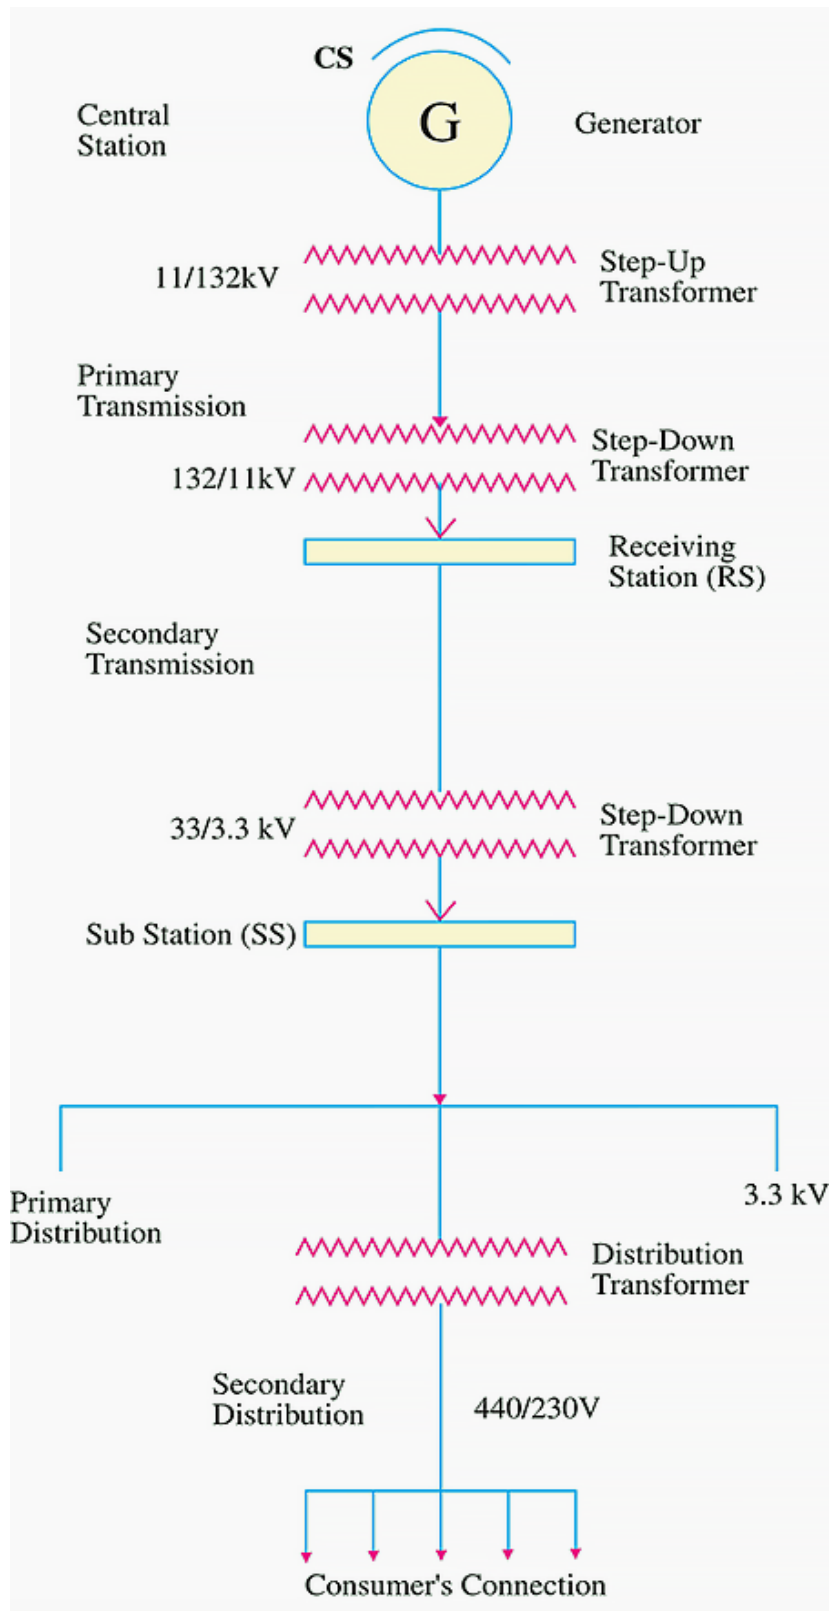 CS
Central
Station
G
Generator
11/132kV
Step-Up
Transformer
Primary
Transmission
132/11kV
Step-Down
Transformer
Receiving
Station (RS)
Secondary
Transmission
33/3.3 kV
Step-Down
Transformer
Sub Station (SS)
Primary
Distribution
3.3 kV
Distribution
Transformer
Secondary
Distribution
440/230V
Consumer's Connection